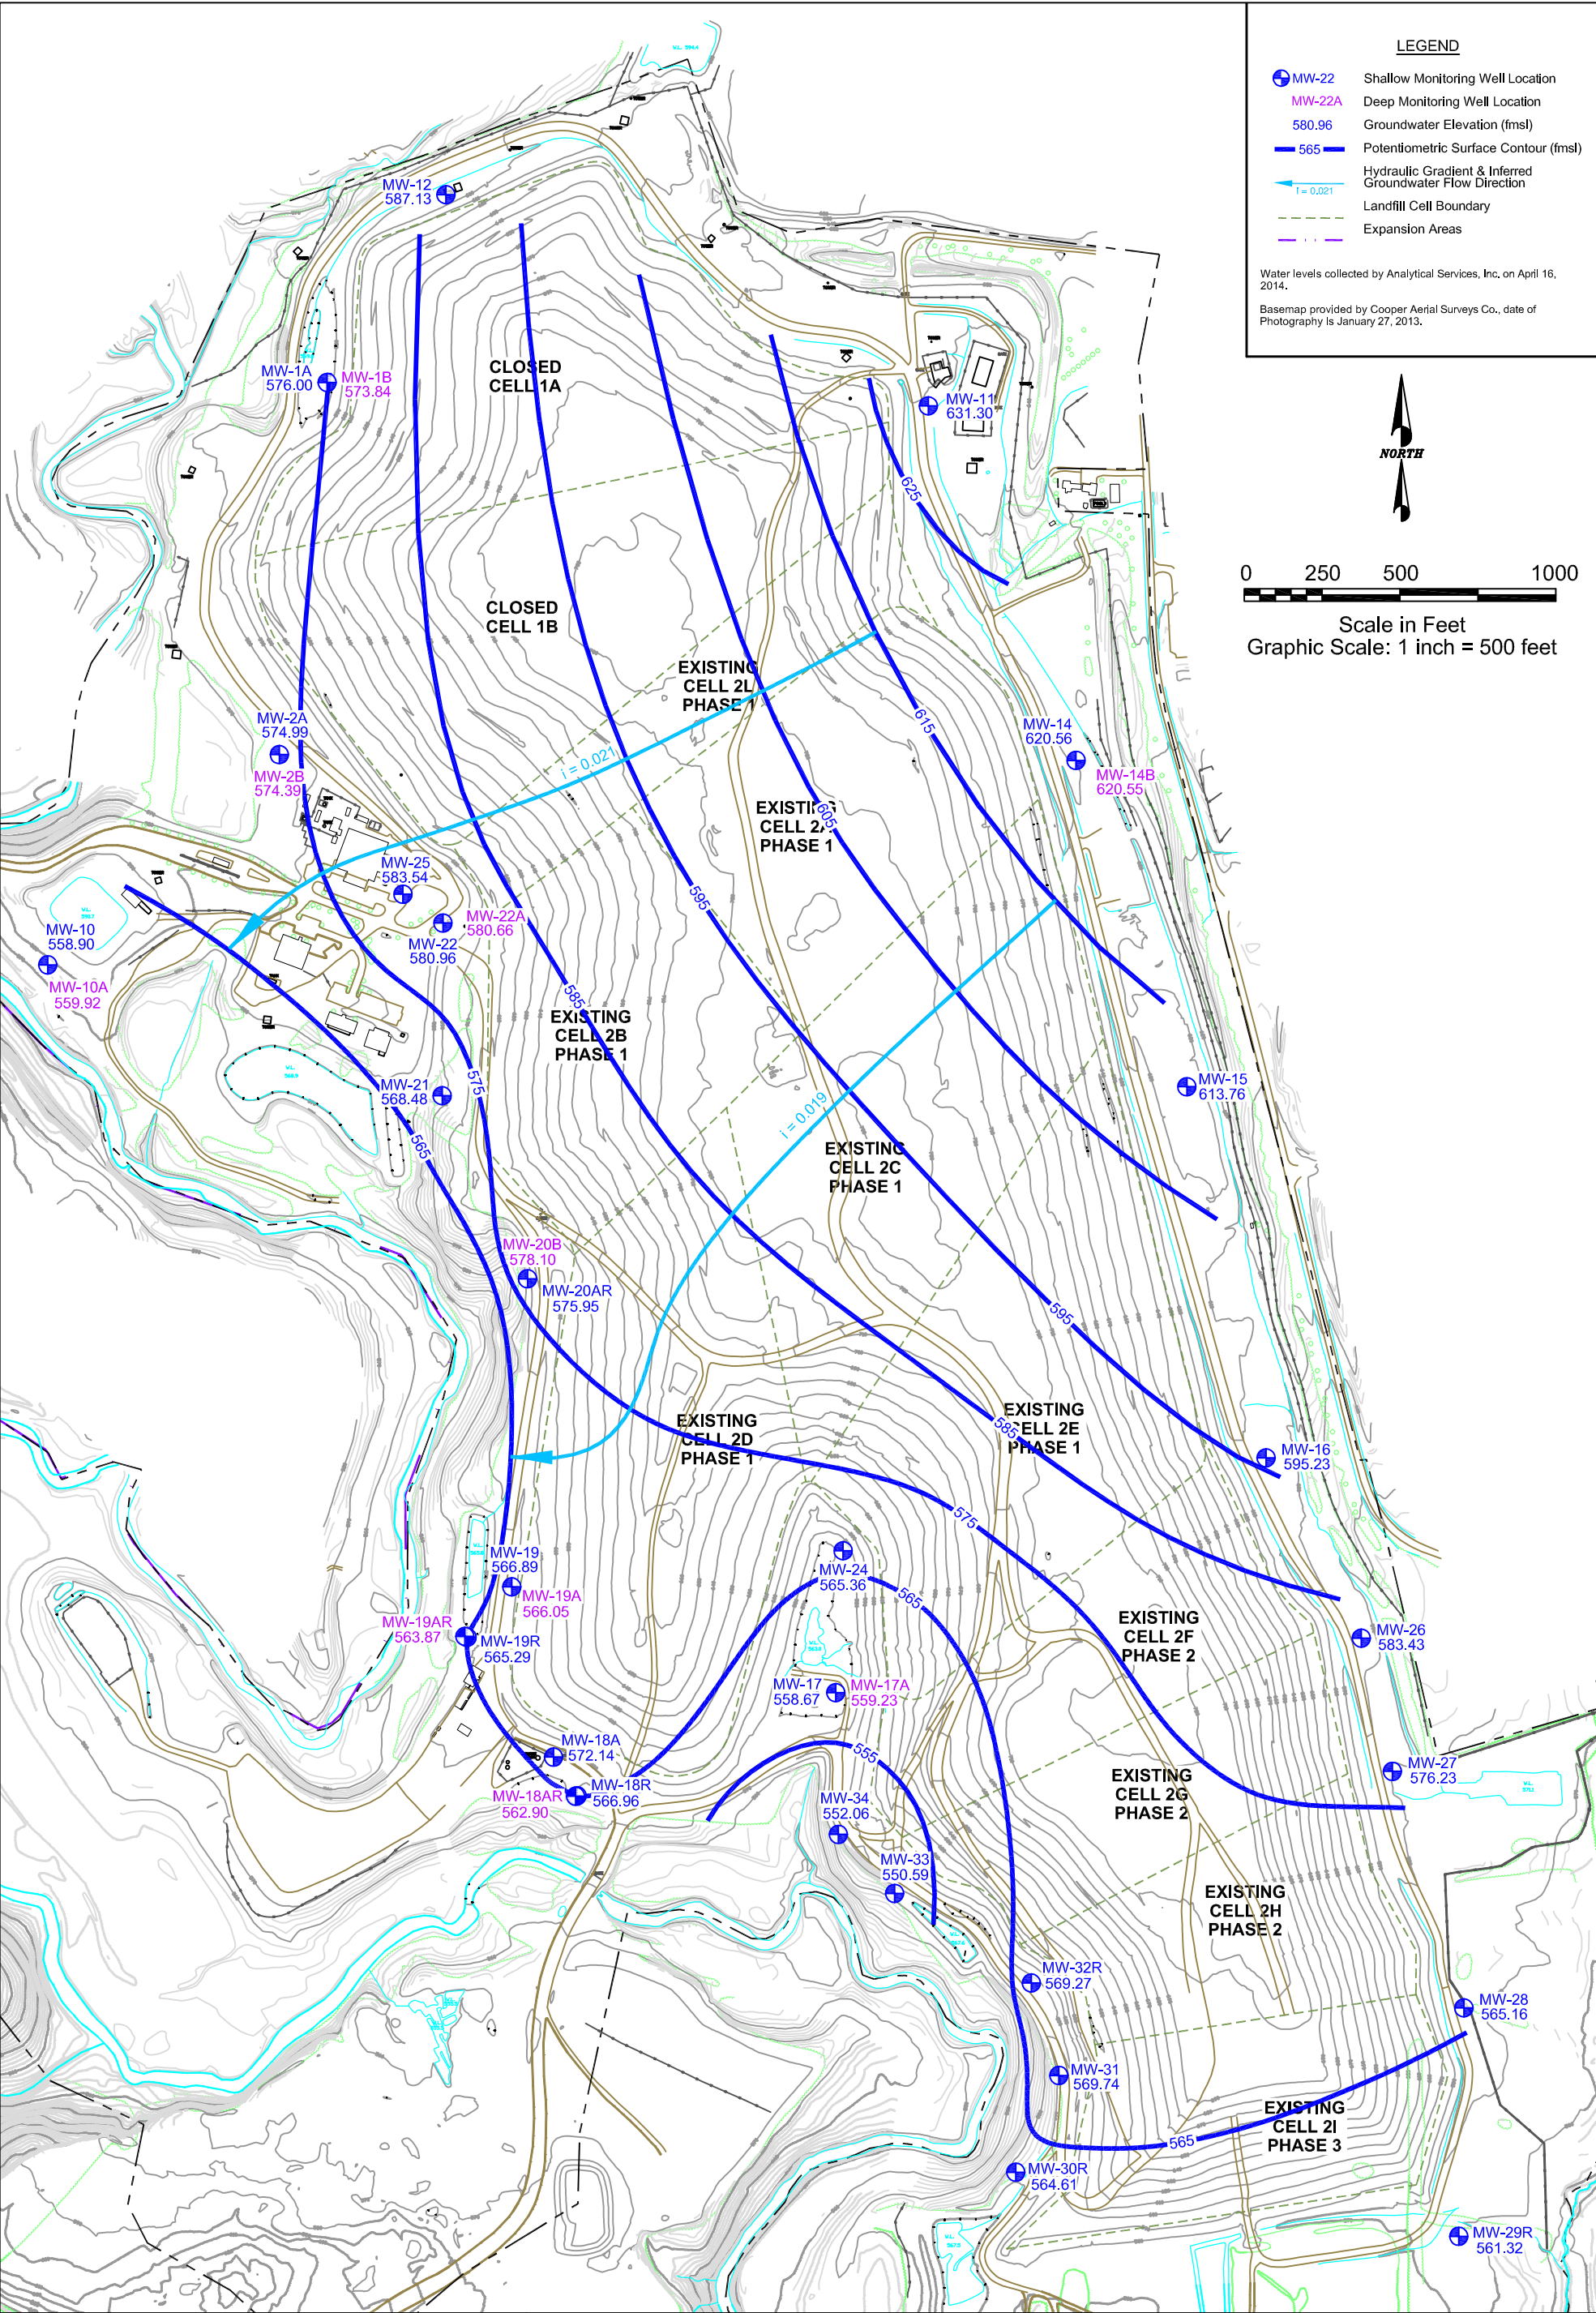 LEGEND
MW-22 Shallow Monitoring Well Location
MW-22A Deep Monitoring Well Location
580.96 Groundwater Elevation (fmsl)
565 Potentiometric Surface Contour (fmsl)
Hydraulic Gradient & Inferred
Groundwater Flow Direction
i = 0.021
Landfill Cell Boundary
Expansion Areas
Water levels collected by Analytical Services, Inc. on April 16,
2014.
Basemap provided by Cooper Aerial Surveys Co., date of
Photography is January 27, 2013.
NORTH
0 250 500 1000
Scale in Feet
Graphic Scale: 1 inch = 500 feet
MW-12
587.13
MW-1A
576.00
MW-1B
573.84
CLOSED
CELL 1A
MW-11
631.30
625
CLOSED
CELL 1B
EXISTING
CELL 2L
PHASE 1
MW-2A
574.99
MW-2B
574.39
i = 0.021
615
MW-14
620.56
MW-14B
620.55
EXISTING
CELL 2A
PHASE 1
605
MW-25
583.54
595
MW-22A
580.66
MW-22
580.96
MW-10
558.90
MW-10A
559.92
585
EXISTING
CELL 2B
PHASE 1
575
MW-21
568.48
565
i = 0.019
MW-15
613.76
EXISTING
CELL 2C
PHASE 1
MW-20B
578.10
MW-20AR
575.95
595
EXISTING
CELL 2D
PHASE 1
EXISTING
CELL 2E
PHASE 1
585
MW-16
595.23
575
MW-19
566.89
MW-19A
566.05
MW-24
565.36
565
MW-19AR
563.87
MW-19R
565.29
EXISTING
CELL 2F
PHASE 2
MW-26
583.43
MW-17
558.67
MW-17A
559.23
MW-18A
572.14
555
MW-27
576.23
MW-18R
566.96
MW-18AR
562.90
EXISTING
CELL 2G
PHASE 2
MW-34
552.06
MW-33
550.59
EXISTING
CELL 2H
PHASE 2
MW-32R
569.27
MW-28
565.16
MW-31
569.74
EXISTING
CELL 2I
PHASE 3
565
MW-30R
564.61
MW-29R
561.32